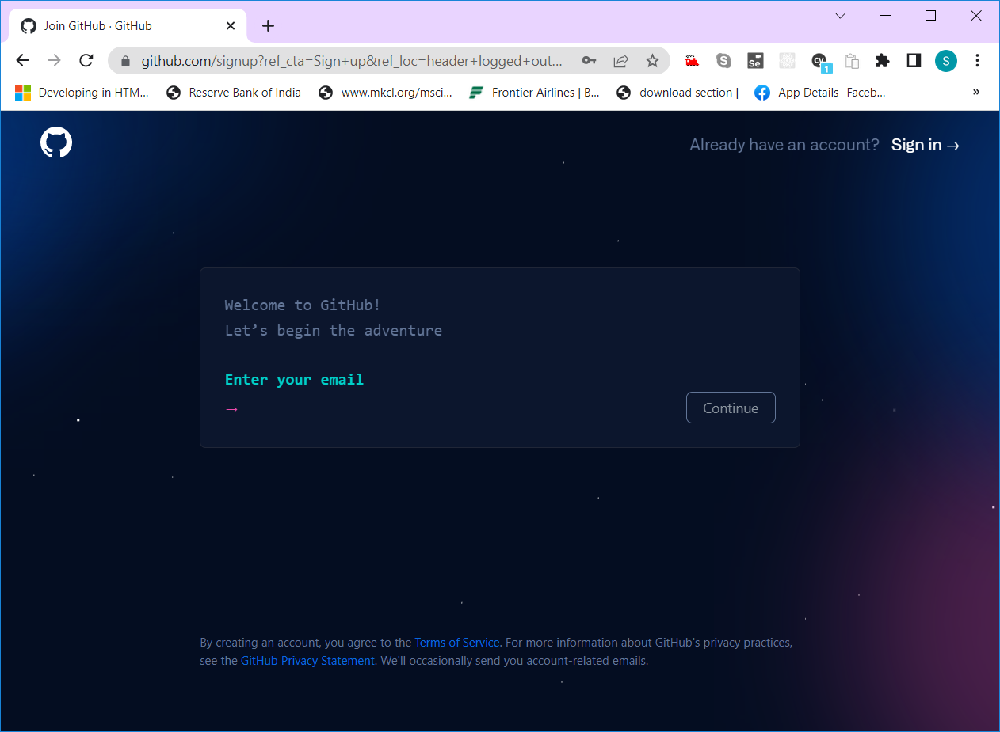 Join GitHub · GitHub
github.com/signup?ref_cta=Sign+up&ref_loc=header+logged+out...
S Se CY 1 S
Developing in HTM... Reserve Bank of India www.mkcl.org/msci... Frontier Airlines | B... download section | App Details- Faceb... »
Already have an account? Sign in →
Welcome to GitHub!
Let’s begin the adventure
Enter your email
→
Continue
By creating an account, you agree to the Terms of Service. For more information about GitHub's privacy practices,
see the GitHub Privacy Statement. We'll occasionally send you account-related emails.